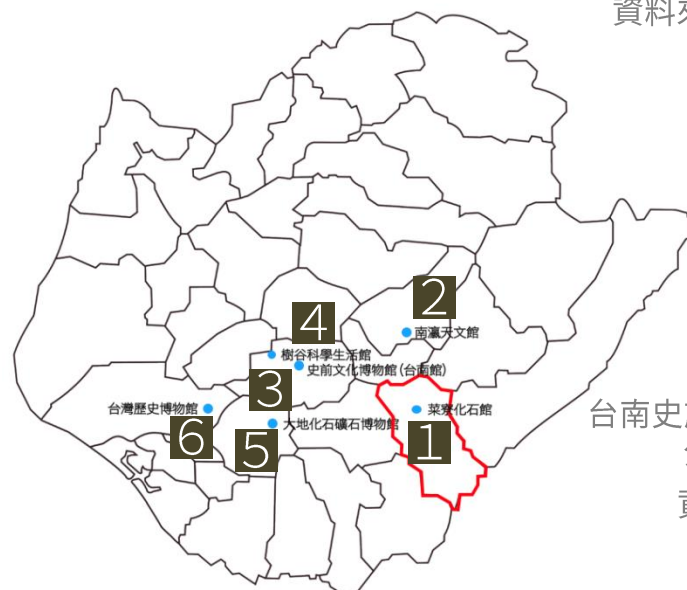 資料
2
南瀛天文館
4
樹谷科學生活館
史前文化博物館(台南館)
3
台灣歷史博物館
菜寮化石館
台南史
6
大地化石礦石博物館
5
1